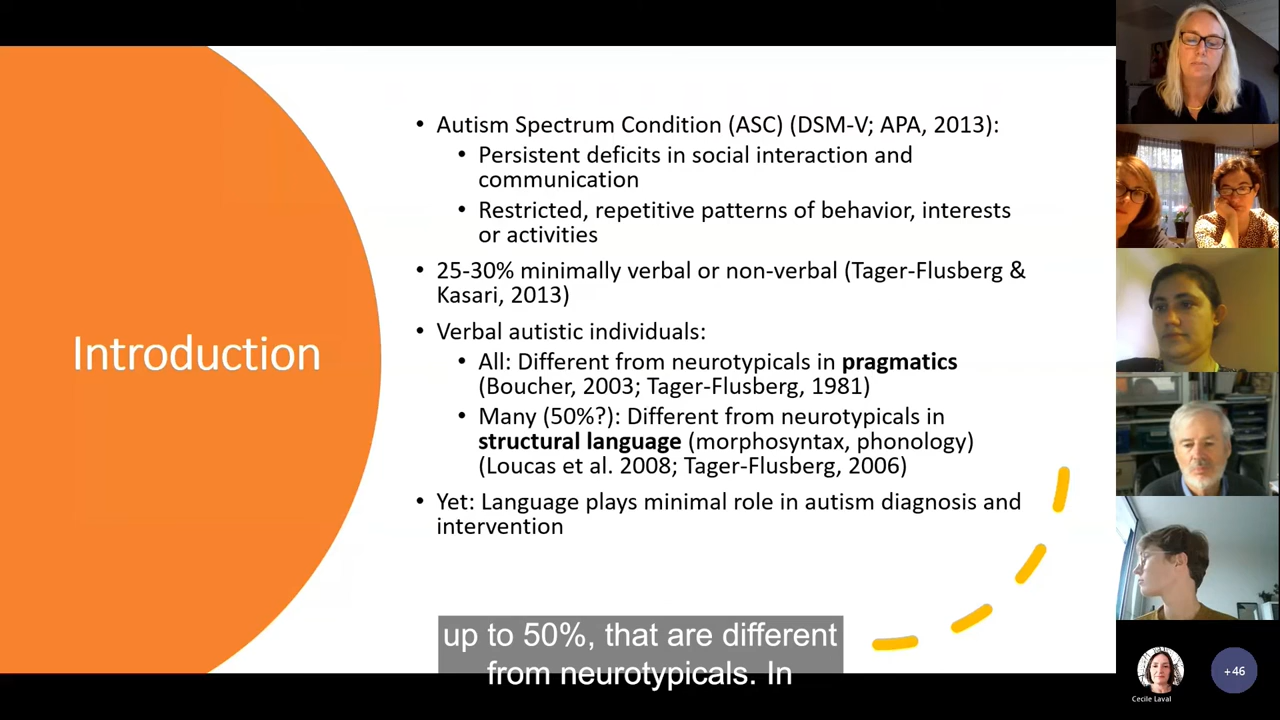 Introduction
• Autism Spectrum Condition (ASC) (DSM-V; APA, 2013):
• Persistent deficits in social interaction and
communication
• Restricted, repetitive patterns of behavior, interests
or activities
• 25-30% minimally verbal or non-verbal (Tager-Flusberg &
Kasari, 2013)
• Verbal autistic individuals:
• All: Different from neurotypicals in pragmatics
(Boucher, 2003; Tager-Flusberg, 1981)
• Many (50%?): Different from neurotypicals in
structural language (morphosyntax, phonology)
(Loucas et al. 2008; Tager-Flusberg, 2006)
• Yet: Language plays minimal role in autism diagnosis and
intervention
up to 50%, that are different
from neurotypicals. In
Cecile Laval
+46